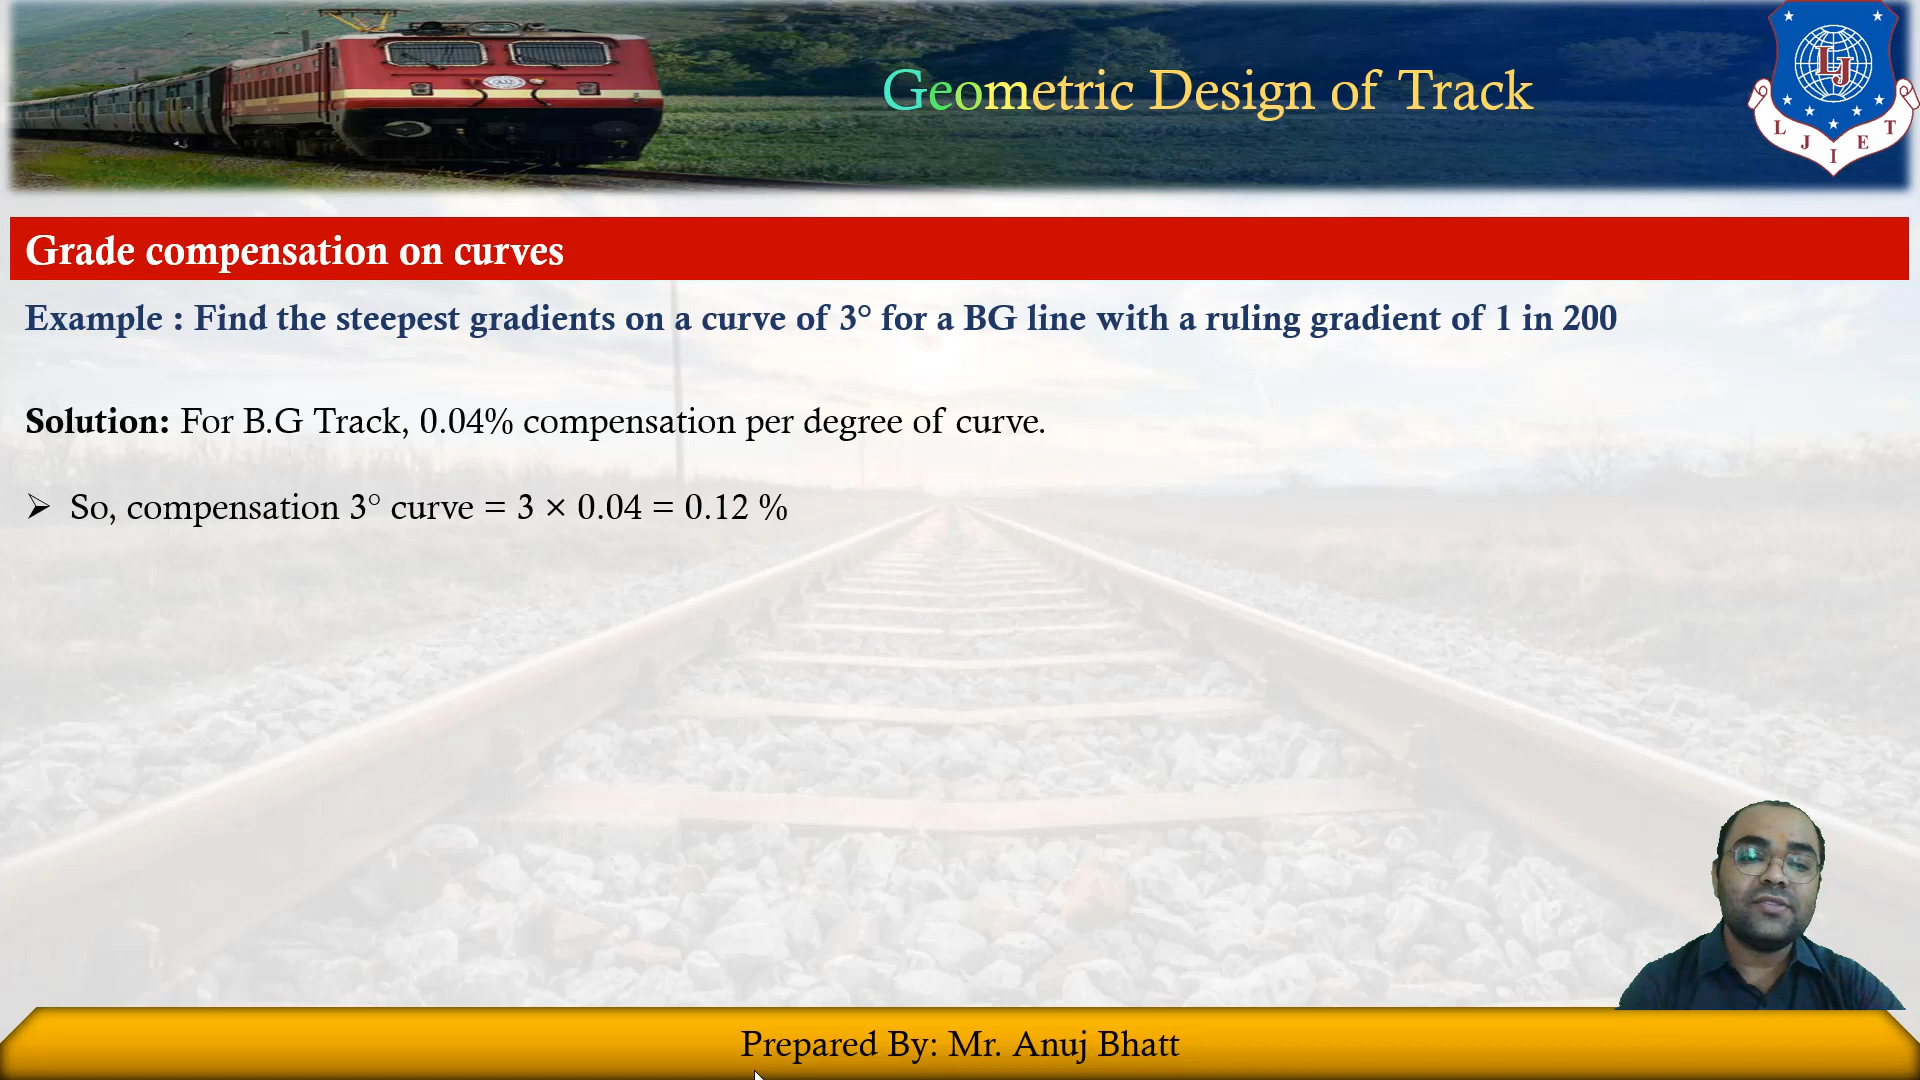 Geometric Design of Track
LJ
L J I E T
Grade compensation on curves
Example : Find the steepest gradients on a curve of 3° for a BG line with a ruling gradient of 1 in 200
Solution: For B.G Track, 0.04% compensation per degree of curve.
➢ So, compensation 3° curve = 3 × 0.04 = 0.12 %
Prepared By: Mr. Anuj Bhatt